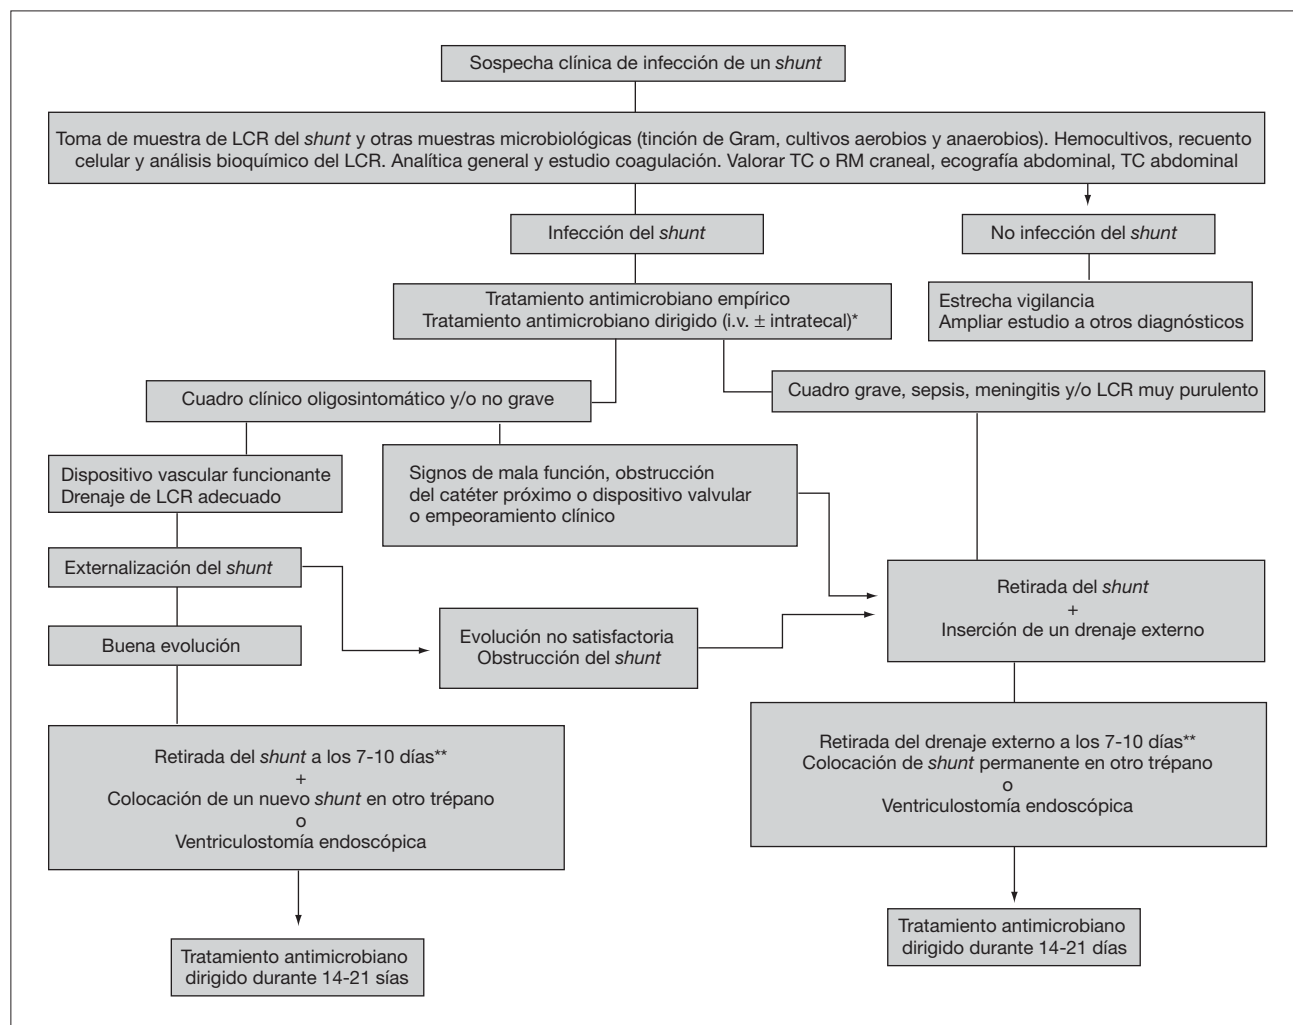 Sospecha clínica de infección de un shunt
Toma de muestra de LCR del shunt y otras muestras microbiológicas (tinción de Gram, cultivos aerobios y anaerobios). Hemocultivos, recuento
celular y análisis bioquímico del LCR. Analítica general y estudio coagulación. Valorar TC o RM craneal, ecografía abdominal, TC abdominal
Infección del shunt
No infección del shunt
Tratamiento antimicrobiano empírico
Tratamiento antimicrobiano dirigido (i.v. ± intratecal)*
Estrecha vigilancia
Ampliar estudio a otros diagnósticos
Cuadro clínico oligosintomático y/o no grave
Cuadro grave, sepsis, meningitis y/o LCR muy purulento
Dispositivo vascular funcionante
Drenaje de LCR adecuado
Signos de mala función, obstrucción
del catéter próximo o dispositivo valvular
o empeoramiento clínico
Externalización del shunt
Retirada del shunt
+
Inserción de un drenaje externo
Buena evolución
Evolución no satisfactoria
Obstrucción del shunt
Retirada del shunt a los 7-10 días**
+
Colocación de un nuevo shunt en otro trépano
o
Ventriculostomía endoscópica
Retirada del drenaje externo a los 7-10 días**
Colocación de shunt permanente en otro trépano
o
Ventriculostomía endoscópica
Tratamiento antimicrobiano
dirigido durante 14-21 sías
Tratamiento antimicrobiano
dirigido durante 14-21 días